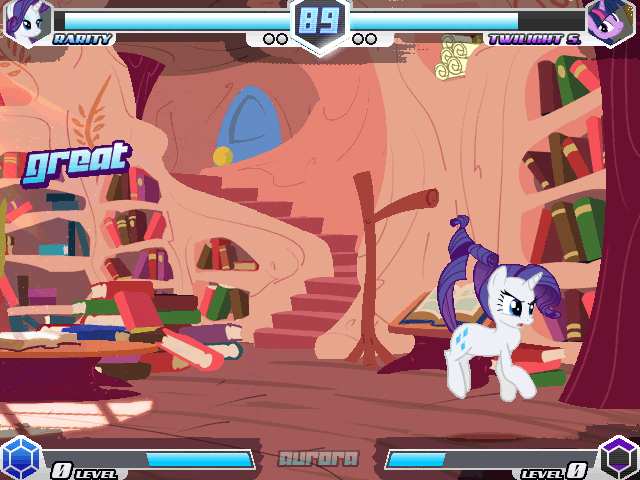 89
RARITY
TWILIGHT S.
great
0 LEVEL
aurora
LEVEL 0